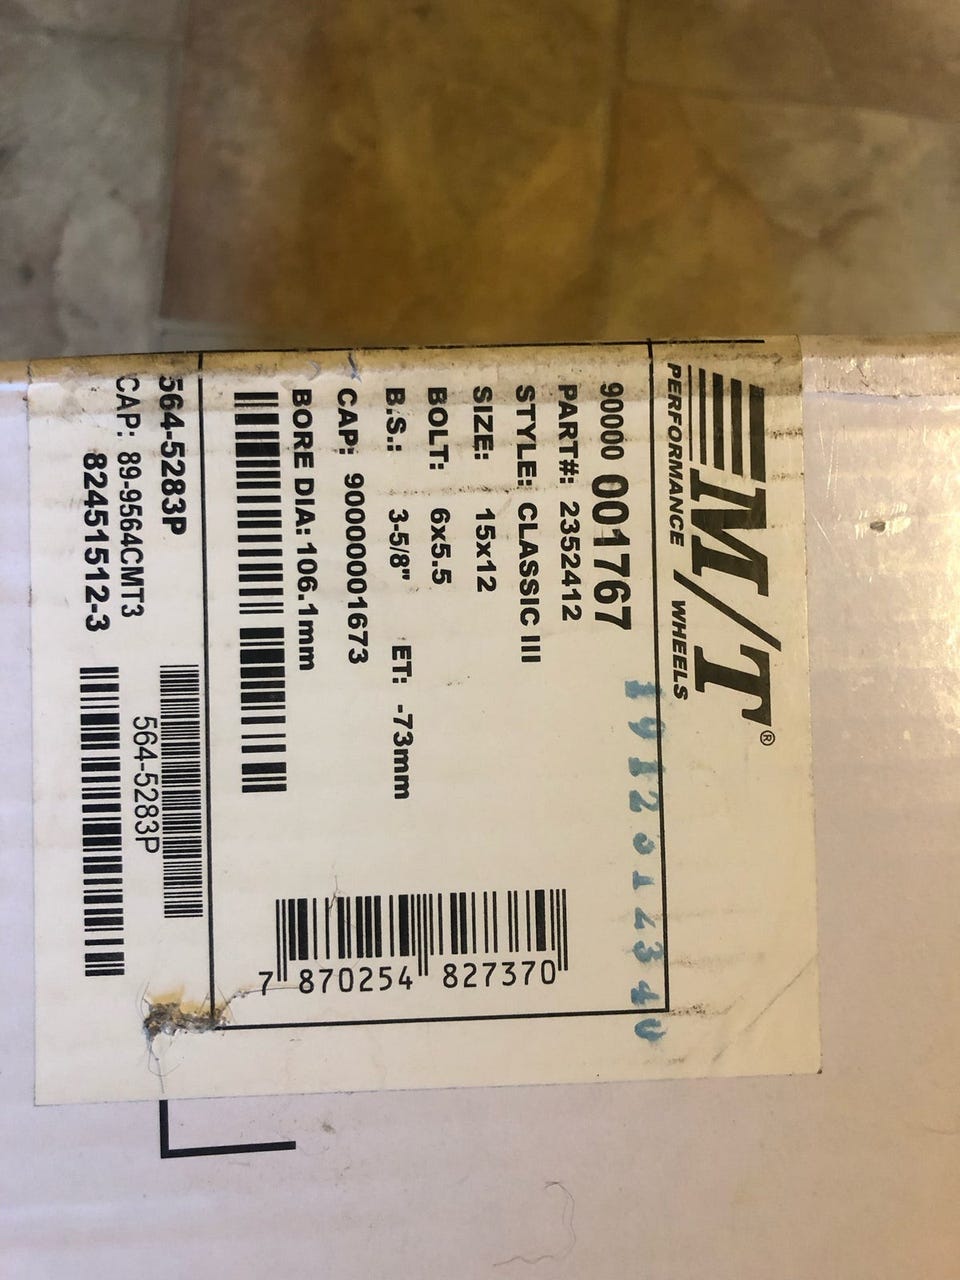 M/T®
PERFORMANCE WHEELS
90000 001767
PART#: 2352412
STYLE: CLASSIC III
SIZE: 15x12
BOLT: 6x5.5
B.S.: 3-5/8" ET: -73mm
CAP: 90000001673
BORE DIA: 106.1mm
7 870254 827370
564-5283P
564-5283P
CAP: 89-9564CMT3
82451512-3